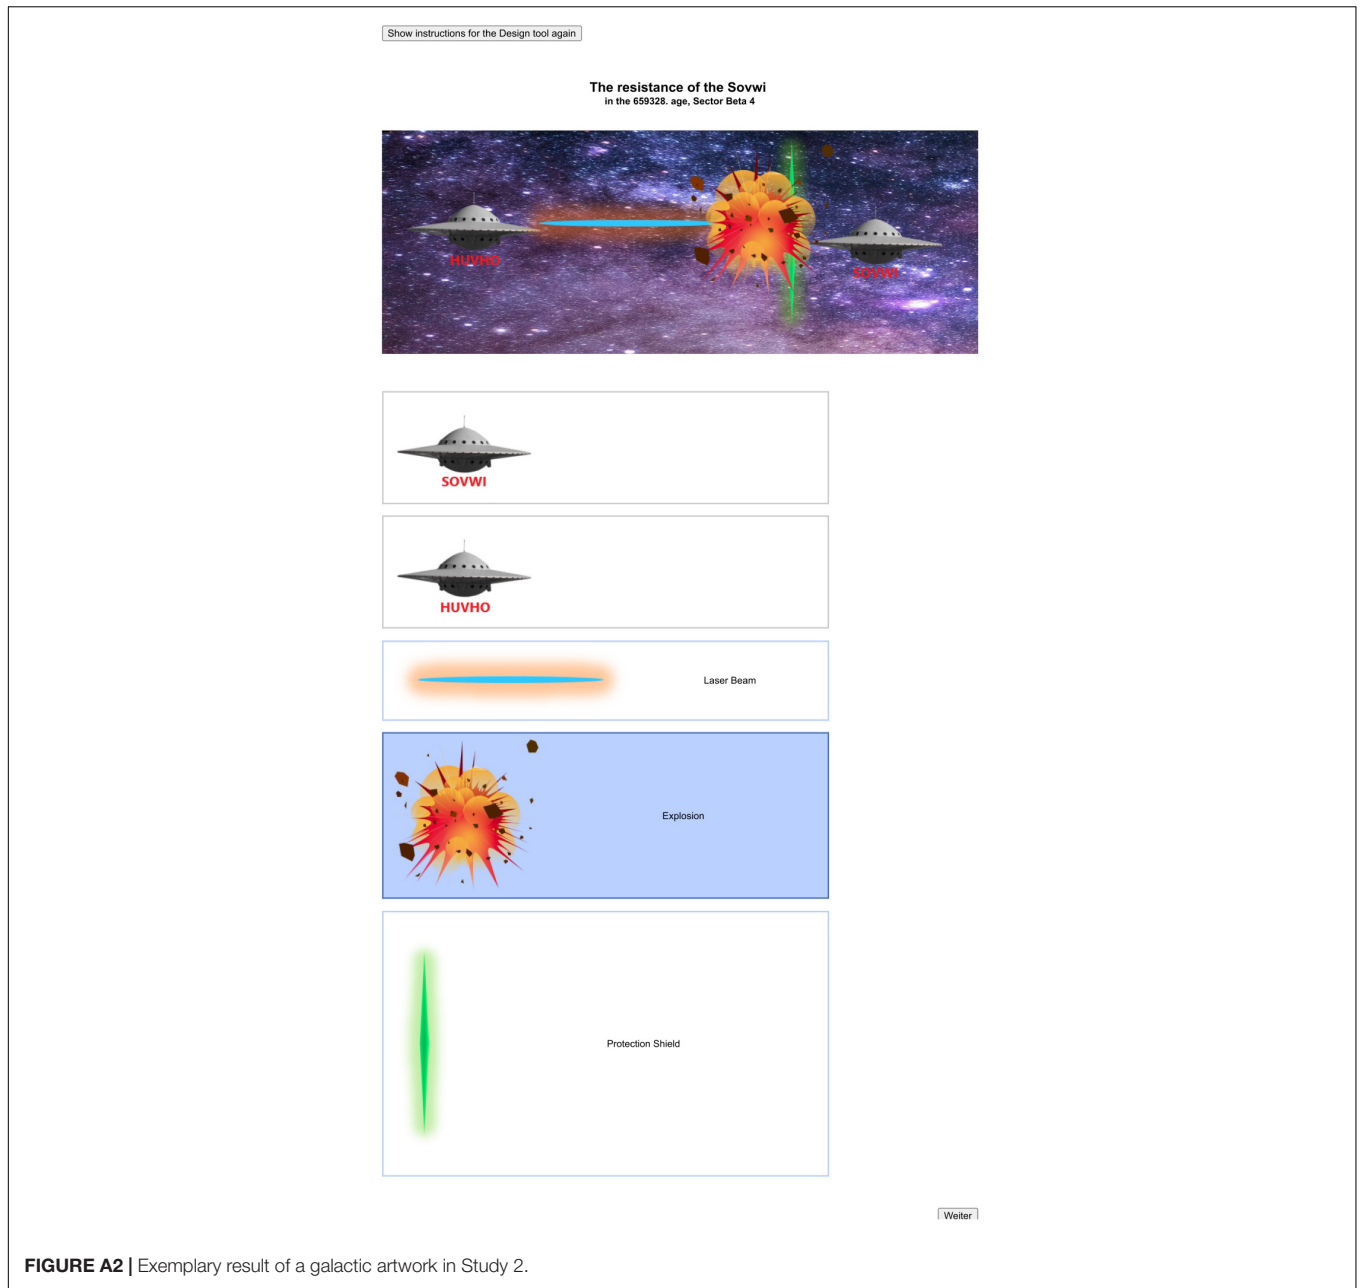 Show instructions for the Design tool again
The resistance of the Sovwi
in the 659328. age, Sector Beta 4
HUVHO
SOVWI
SOVWI
HUVHO
Laser Beam
Explosion
Protection Shield
Weiter
FIGURE A2 | Exemplary result of a galactic artwork in Study 2.